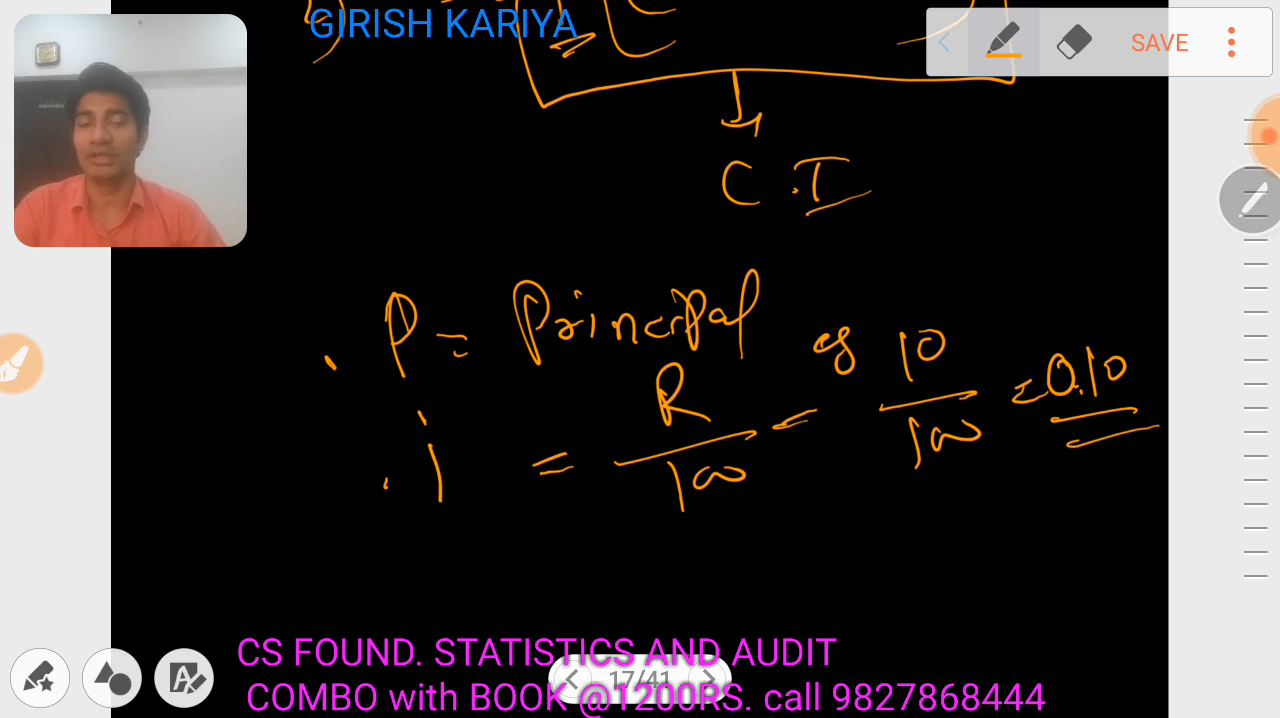 GIRISH KARIYA
SAVE
C.I
P = Principal
i = R/100 = eg 10/100 = 0.10
17/41
CS FOUND. STATISTICS AND AUDIT
COMBO with BOOK @1200RS. call 9827868444